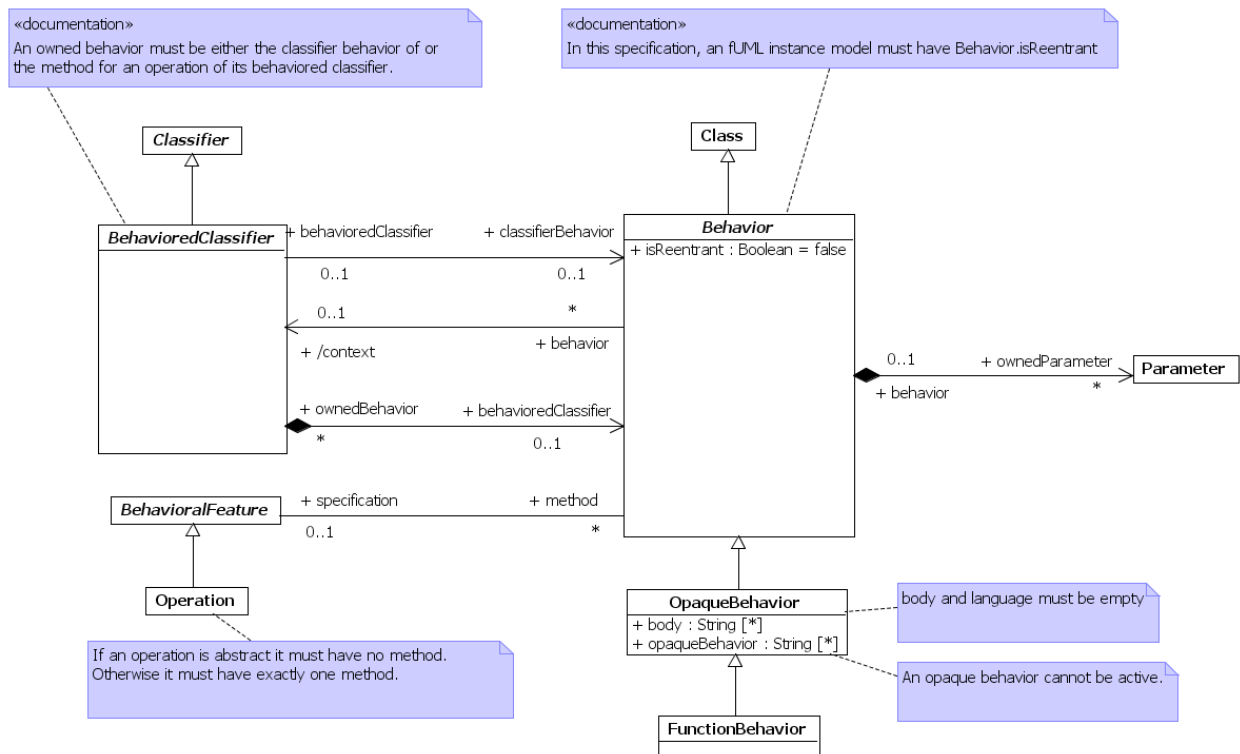 «documentation»
An owned behavior must be either the classifier behavior of or
the method for an operation of its behaviored classifier.
«documentation»
In this specification, an fUML instance model must have Behavior.isReentrant
Classifier
Class
BehavioredClassifier
+ behavioredClassifier
+ classifierBehavior
0..1
0..1
Behavior
+ isReentrant : Boolean = false
0..1
*
+ /context
+ behavior
0..1
+ ownedParameter
+ behavior
*
Parameter
+ ownedBehavior
+ behavioredClassifier
*
0..1
BehavioralFeature
+ specification
+ method
0..1
*
Operation
If an operation is abstract it must have no method.
Otherwise it must have exactly one method.
OpaqueBehavior
+ body : String [*]
+ opaqueBehavior : String [*]
body and language must be empty
An opaque behavior cannot be active.
FunctionBehavior